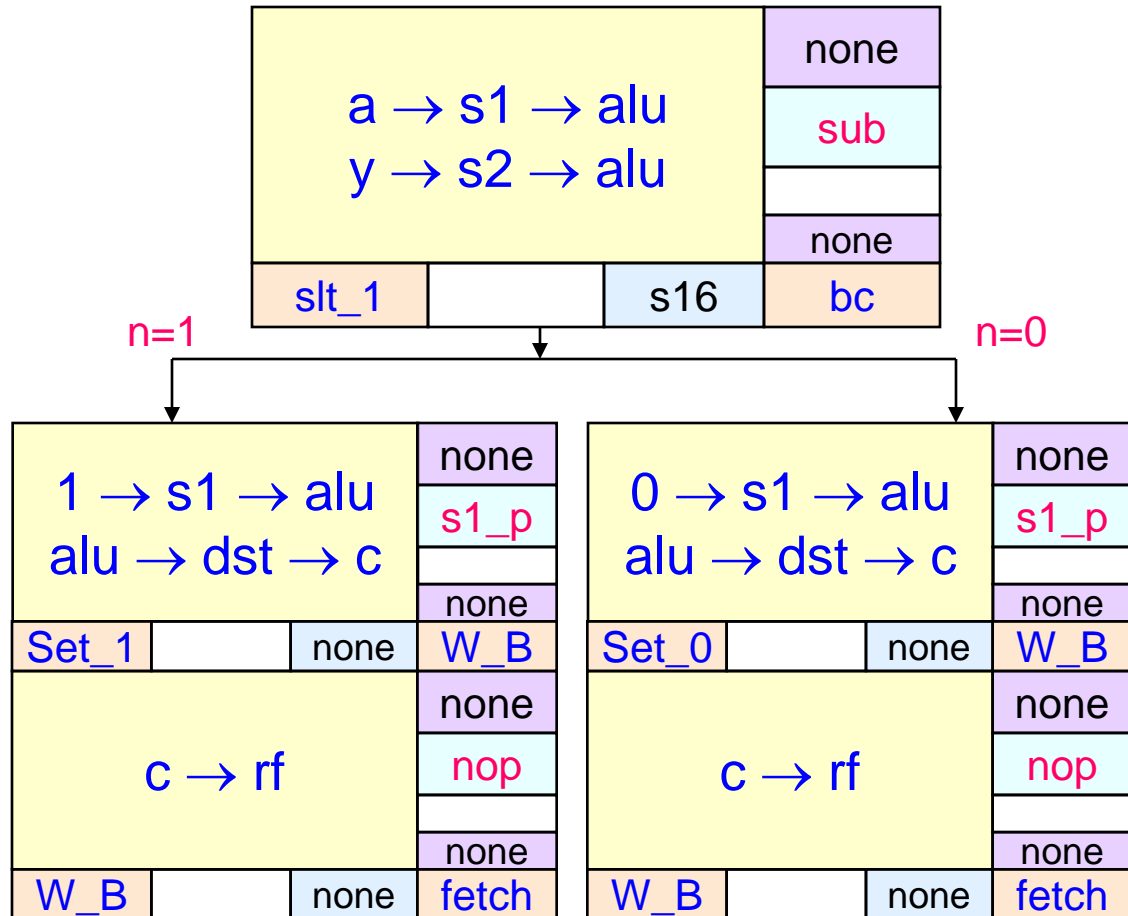 none
a → s1 → alu
y → s2 → alu
sub
none
slt_1 s16 bc
n=1 n=0
none
1 → s1 → alu
alu → dst → c
s1_p
none
Set_1 none W_B
none
0 → s1 → alu
alu → dst → c
s1_p
none
Set_0 none W_B
none
c → rf
nop
none
W_B none fetch
none
c → rf
nop
none
W_B none fetch